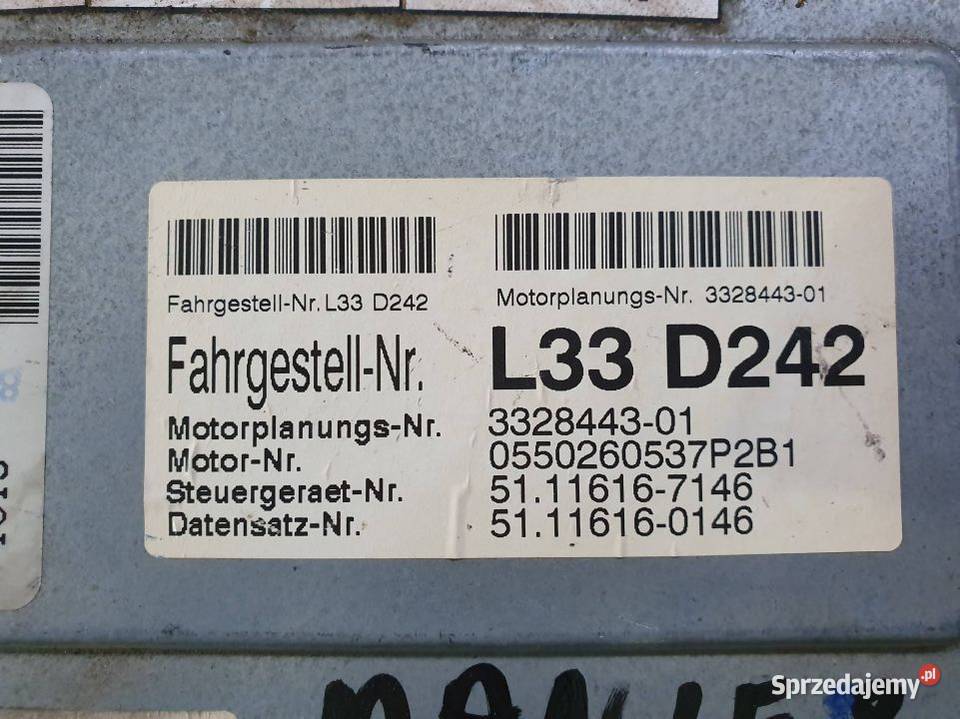 Fahrgestell-Nr. L33 D242
Motorplanungs-Nr. 3328443-01
Fahrgestell-Nr. L33 D242
Motorplanungs-Nr. 3328443-01
Motor-Nr. 0550260537P2B1
Steuergeraet-Nr. 51.11616-7146
Datensatz-Nr. 51.11616-0146
Sprzedajemy.pl